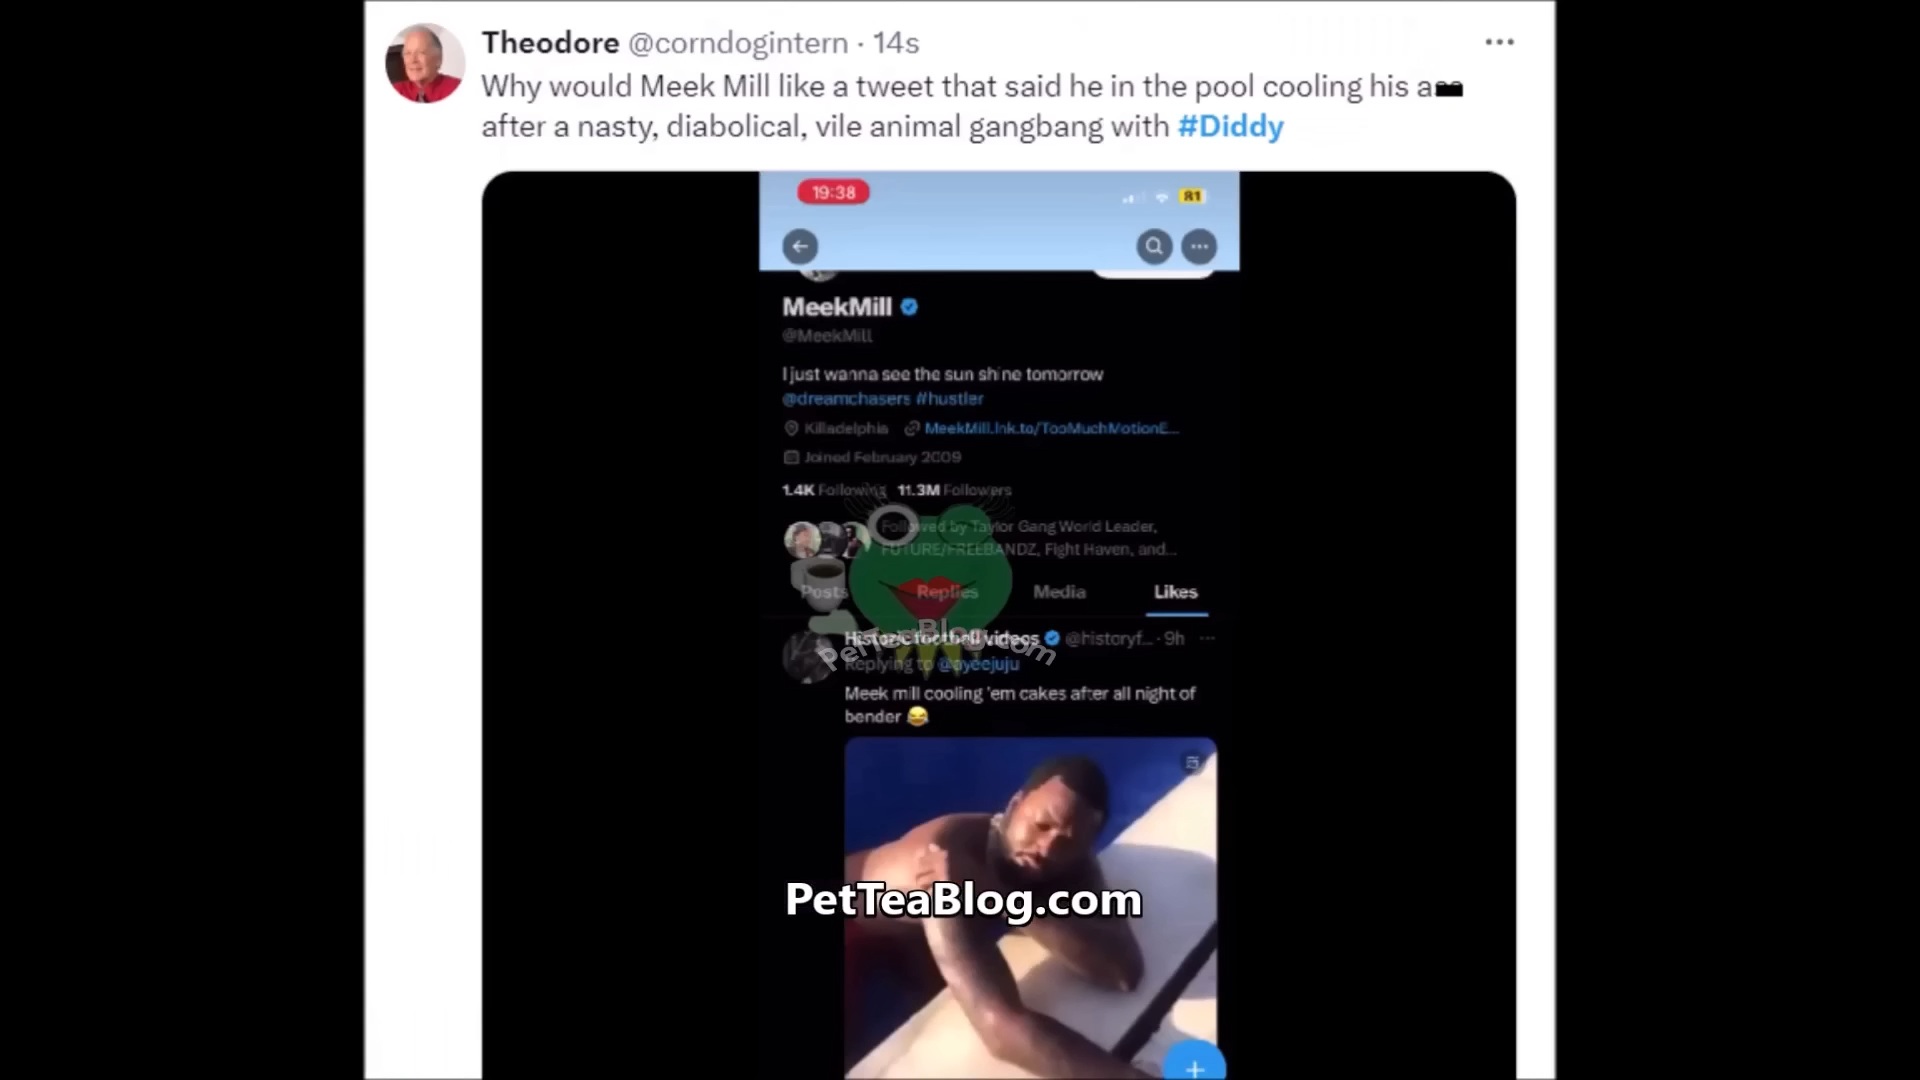 Theodore @corndogintern · 14s
Why would Meek Mill like a tweet that said he in the pool cooling his a
after a nasty, diabolical, vile animal gangbang with #Diddy
19:38
81
MeekMill
@MeekMill
I just wanna see the sun shine tomorrow
@dreamchasers #hustler
Killadelphia MeekMill.lnk.to/TooMuchMotionE...
Joined February 2009
1.4K Following 11.3M Followers
Followed by Taylor Gang World Leader,
FUTURE/FREEBANDZ, Fight Haven, and...
Posts Replies Media Likes
Historic football videos @historyf... · 9h
PetTeaBlog.com
Replying to @ayeejuju
Meek mill cooling 'em cakes after all night of
bender 😂
PetTeaBlog.com